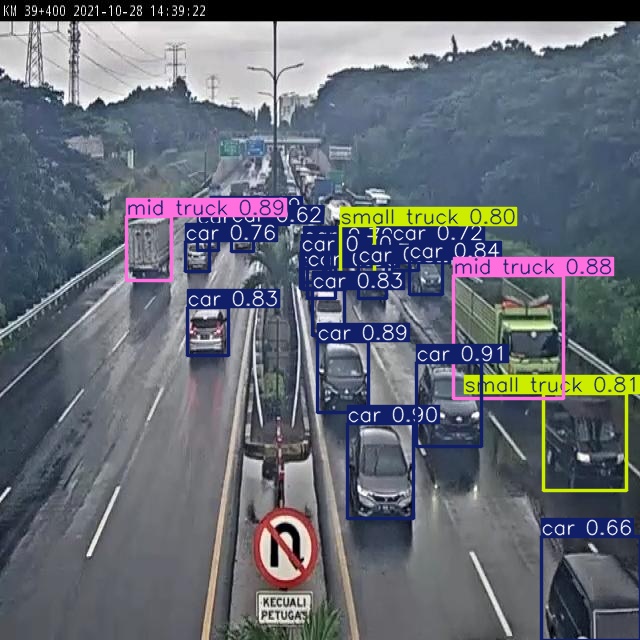 KM 39+400 2021-10-28 14:39:22
mid truck 0.89
.62
small truck 0.80
car 0.76
car
0.72
car
0.84
mid truck 0.88
car 0.83
car 0.83
car 0.89
car 0.91
small truck 0.81
car 0.90
car 0.66
KECUALI
PETUGAS